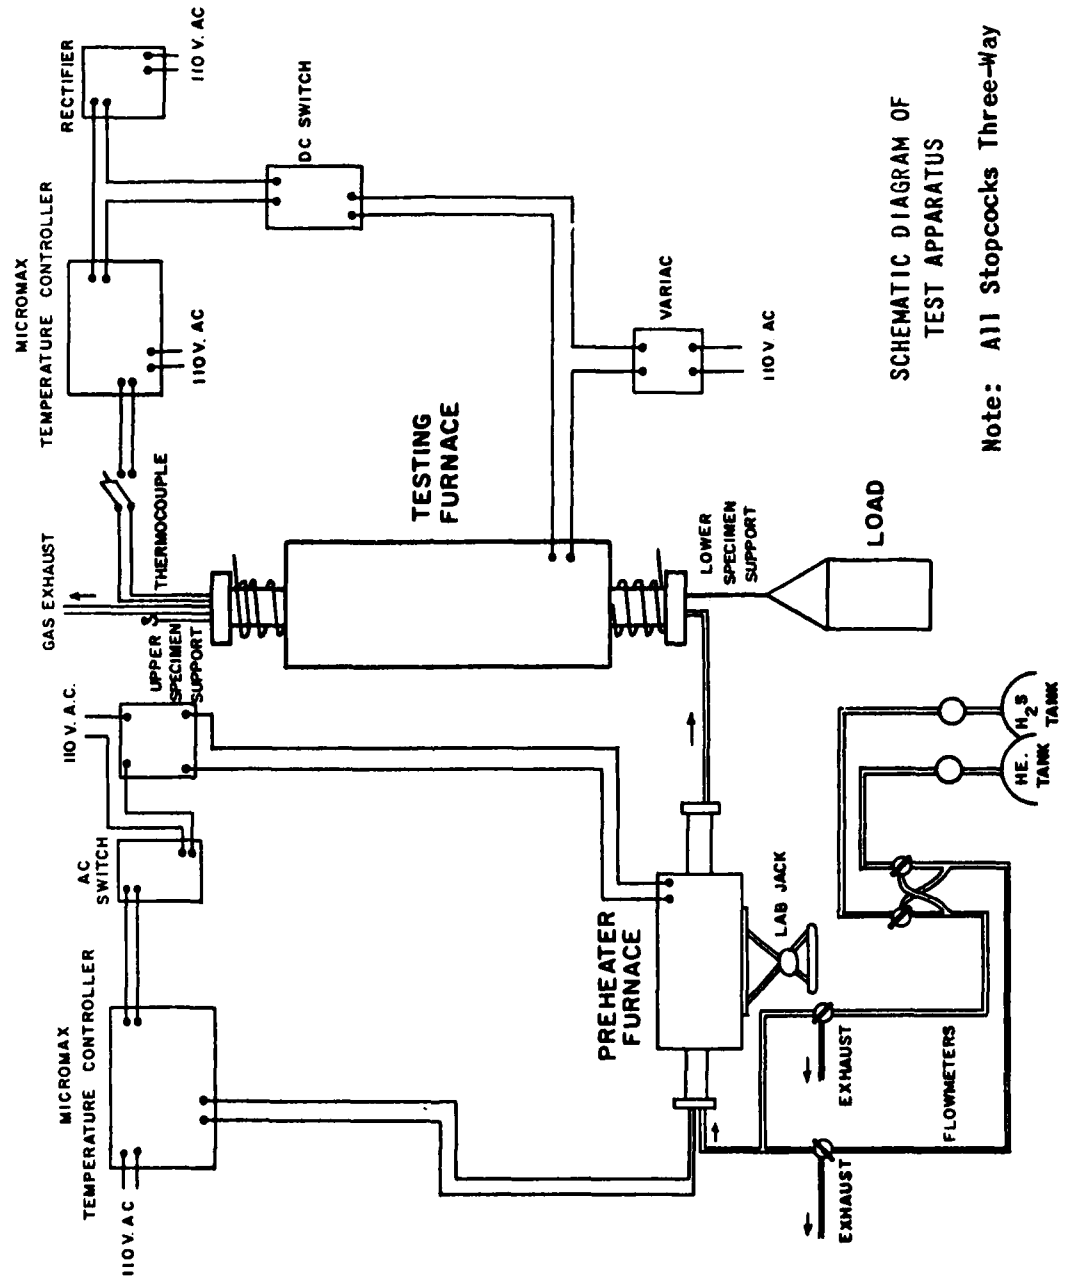 MICROMAX
TEMPERATURE CONTROLLER
110 V. AC
AC
SWITCH
110 V. A.C.
GAS EXHAUST
UPPER
SPECIMEN
SUPPORT
THERMOCOUPLE
MICROMAX
TEMPERATURE CONTROLLER
110 V. AC
RECTIFIER
110 V. AC
DC SWITCH
TESTING
FURNACE
VARIAC
110 V. AC
LOWER
SPECIMEN
SUPPORT
LOAD
PREHEATER
FURNACE
LAB JACK
EXHAUST
EXHAUST
FLOWMETERS
HE.
TANK
H2S
TANK
SCHEMATIC DIAGRAM OF
TEST APPARATUS
Note: All Stopcocks Three-Way